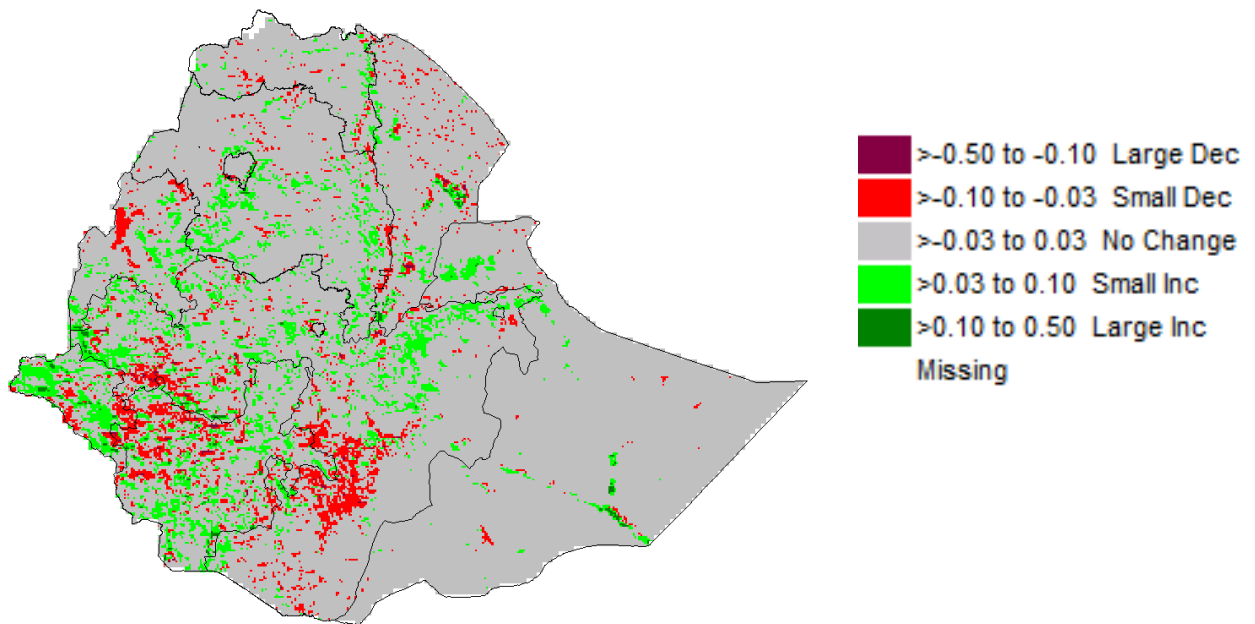 >-0.50 to -0.10 Large Dec
>-0.10 to -0.03 Small Dec
>-0.03 to 0.03 No Change
>0.03 to 0.10 Small Inc
>0.10 to 0.50 Large Inc
Missing